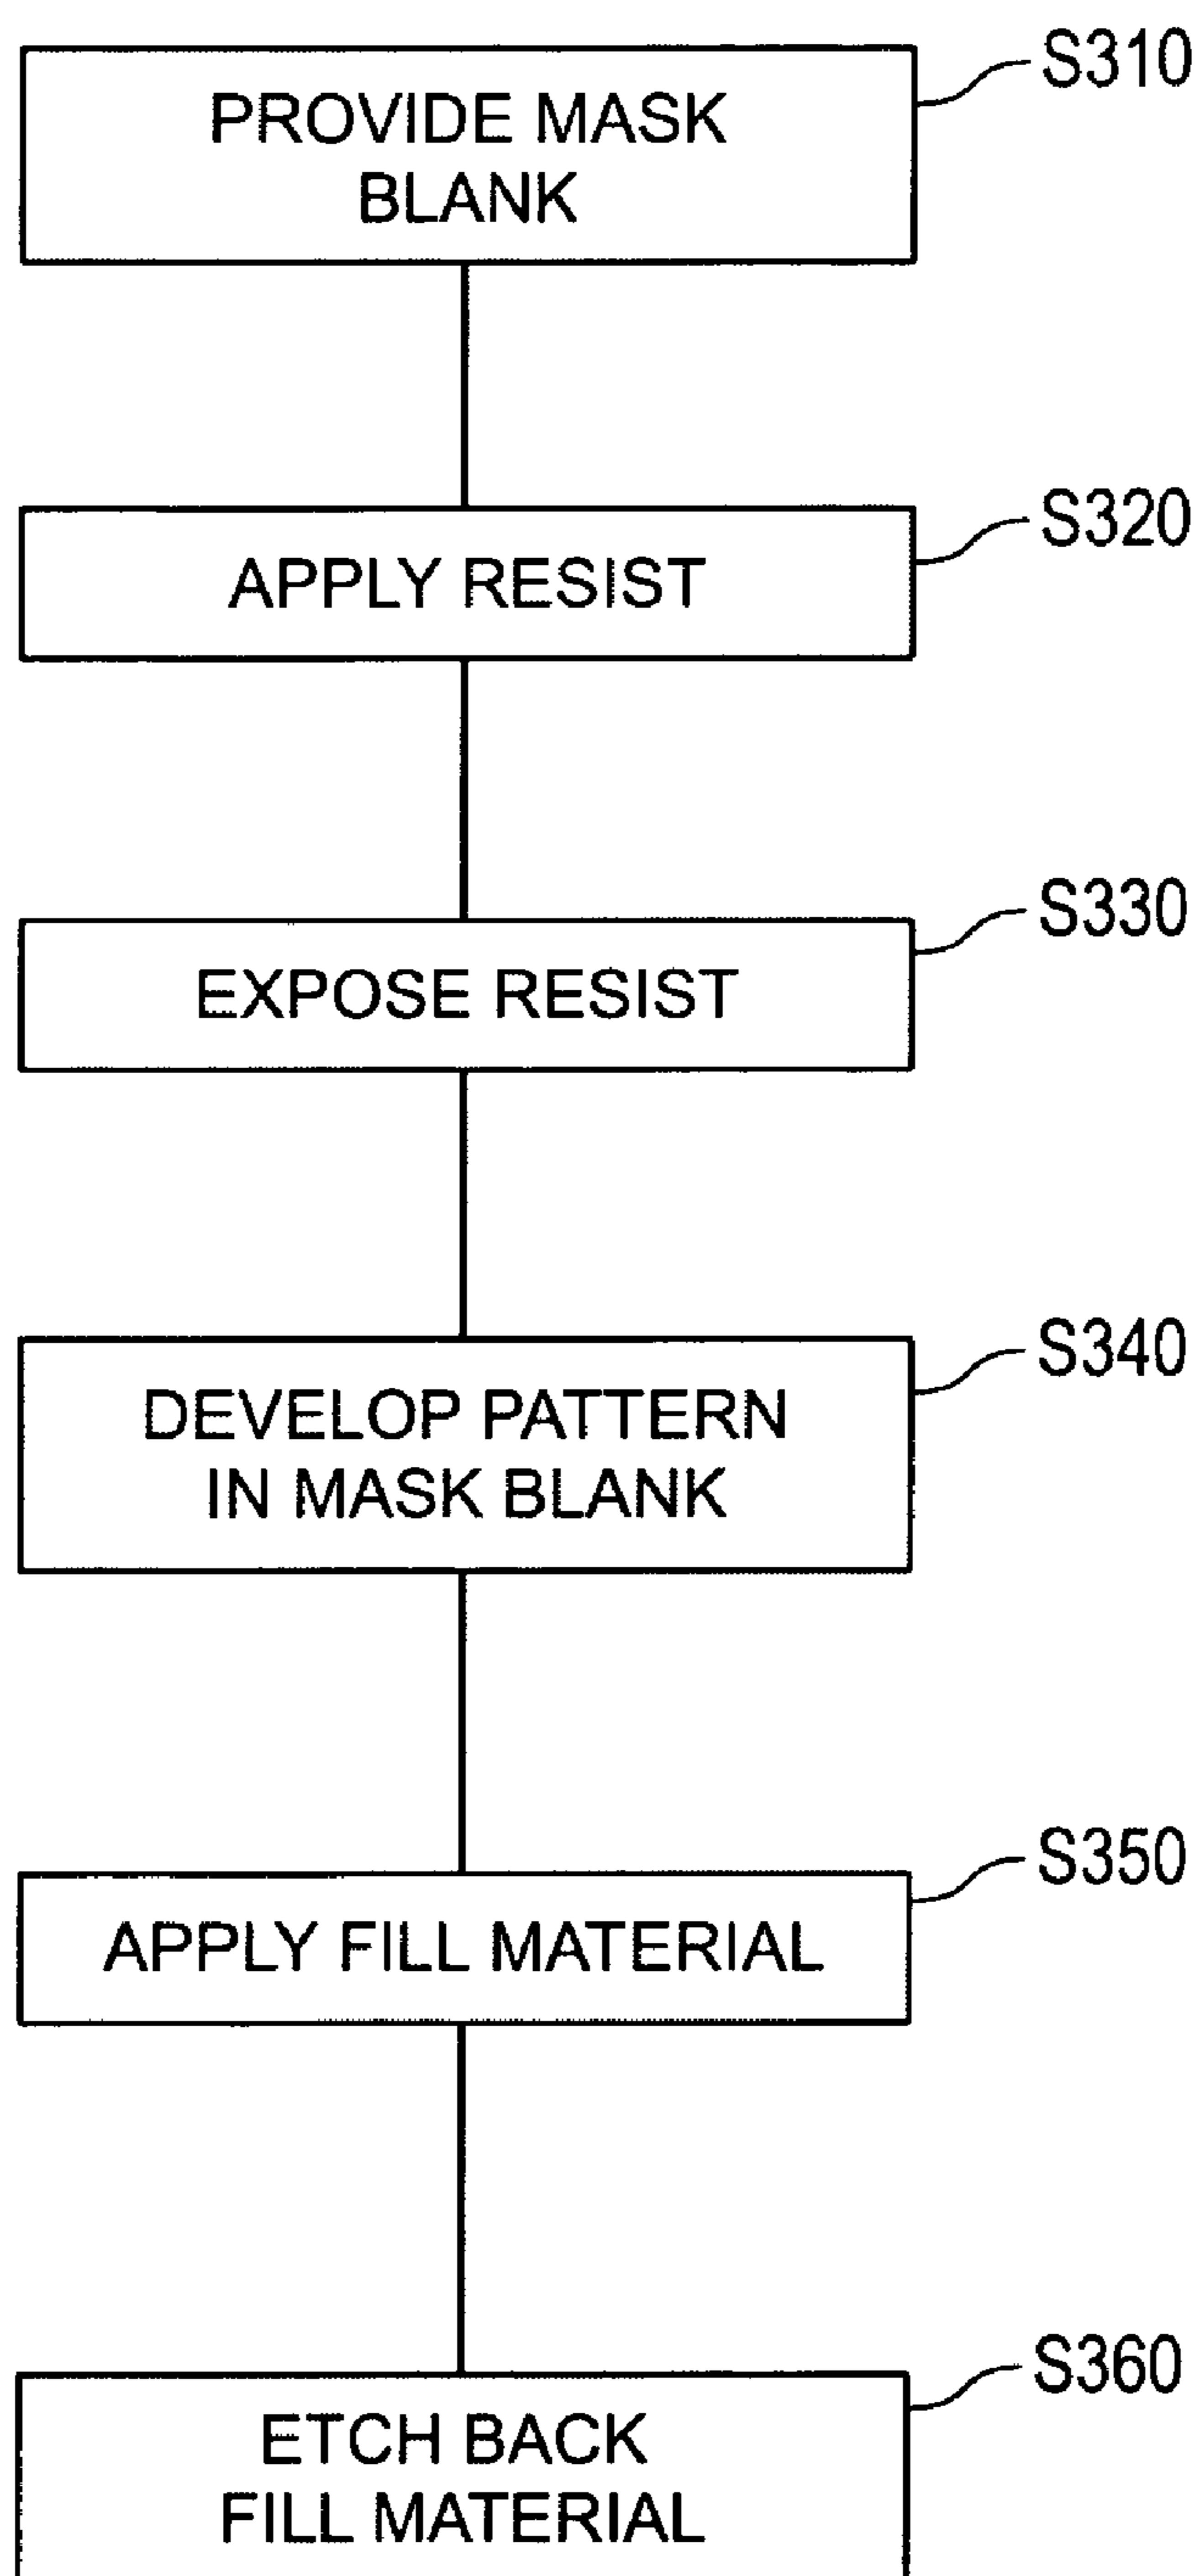 S310
PROVIDE MASK
BLANK
S320
APPLY RESIST
S330
EXPOSE RESIST
S340
DEVELOP PATTERN
IN MASK BLANK
S350
APPLY FILL MATERIAL
S360
ETCH BACK
FILL MATERIAL